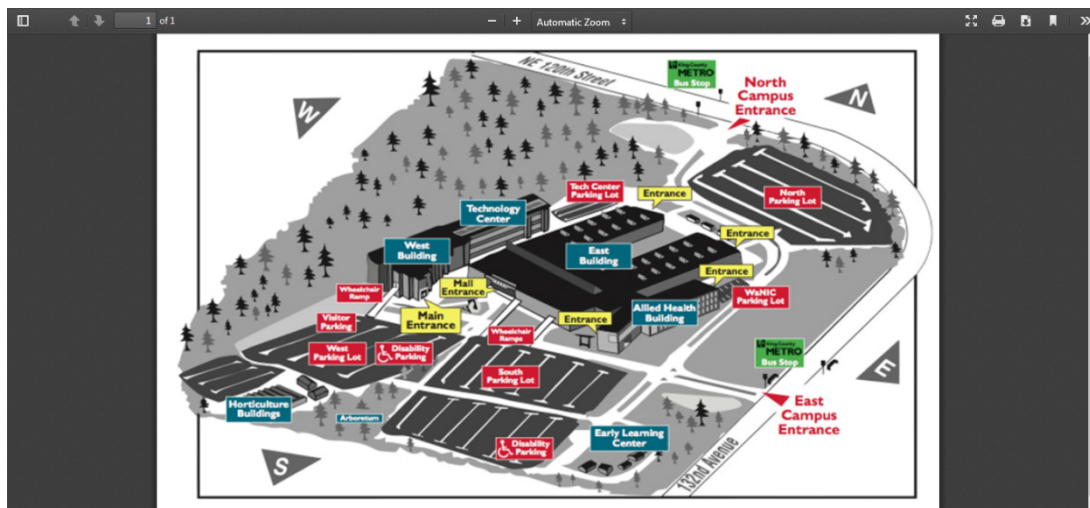 1 of 1
Automatic Zoom
NE 120th Street
King County
METRO
Bus Stop
North
Campus
Entrance
W
N
Tech Center
Parking Lot
Entrance
North
Parking Lot
Technology
Center
Entrance
West
Building
East
Building
Entrance
Mall
Entrance
WaNIC
Parking Lot
Wheelchair
Ramp
Allied Health
Building
Main
Entrance
Entrance
Visitor
Parking
Wheelchair
Ramps
West
Parking Lot
Disability
Parking
King County
METRO
Bus Stop
South
Parking Lot
E
Horticulture
Buildings
Arboretum
East
Campus
Entrance
Early Learning
Center
Disability
Parking
132nd Avenue
S